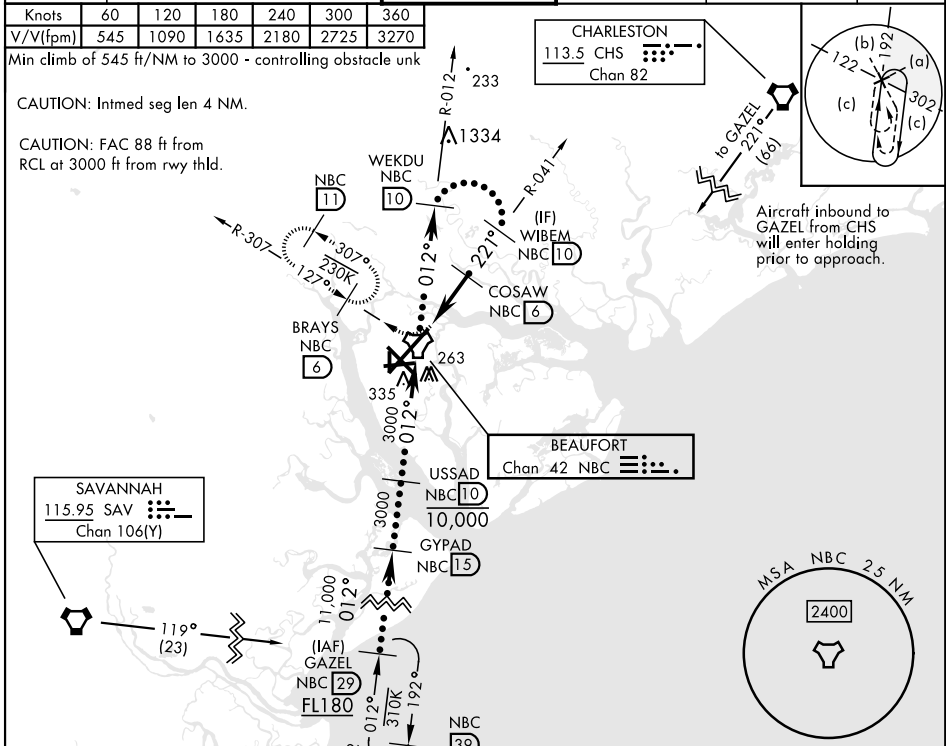 Knots 60 120 180 240 300 360
V/V(fpm) 545 1090 1635 2180 2725 3270
Min climb of 545 ft/NM to 3000 - controlling obstacle unk
CAUTION: Intmed seg len 4 NM.
CAUTION: FAC 88 ft from
RCL at 3000 ft from rwy thld.
CHARLESTON
113.5 CHS
Chan 82
(b)
192
(a)
122
302
(c)
(c)
to GAZEL
221°
(66)
Aircraft inbound to
GAZEL from CHS
will enter holding
prior to approach.
R-012
233
1334
WEKDU
NBC
10
R-041
NBC
11
(IF)
WIBEM
NBC 10
R-307
307°
230K
127°
012°
221°
COSAW
NBC 6
BRAYS
NBC
6
263
335
3000
012°
BEAUFORT
Chan 42 NBC
USSAD
NBC 10
10,000
3000
GYPAD
NBC 15
SAVANNAH
115.95 SAV
Chan 106(Y)
119°
(23)
11,000
012°
(IAF)
GAZEL
NBC 29
FL180
012°
310K
192°
NBC
39
MSA NBC 25 NM
2400